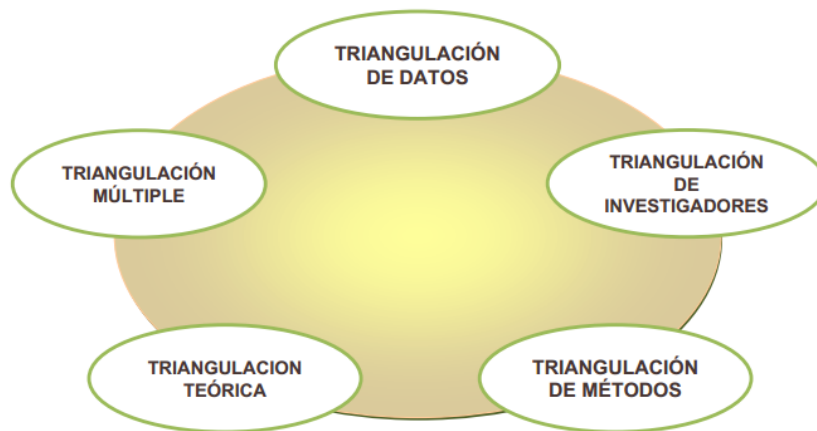 TRIANGULACIÓN
DE DATOS
TRIANGULACIÓN
MÚLTIPLE
TRIANGULACIÓN
DE
INVESTIGADORES
TRIANGULACION
TEÓRICA
TRIANGULACIÓN
DE MÉTODOS